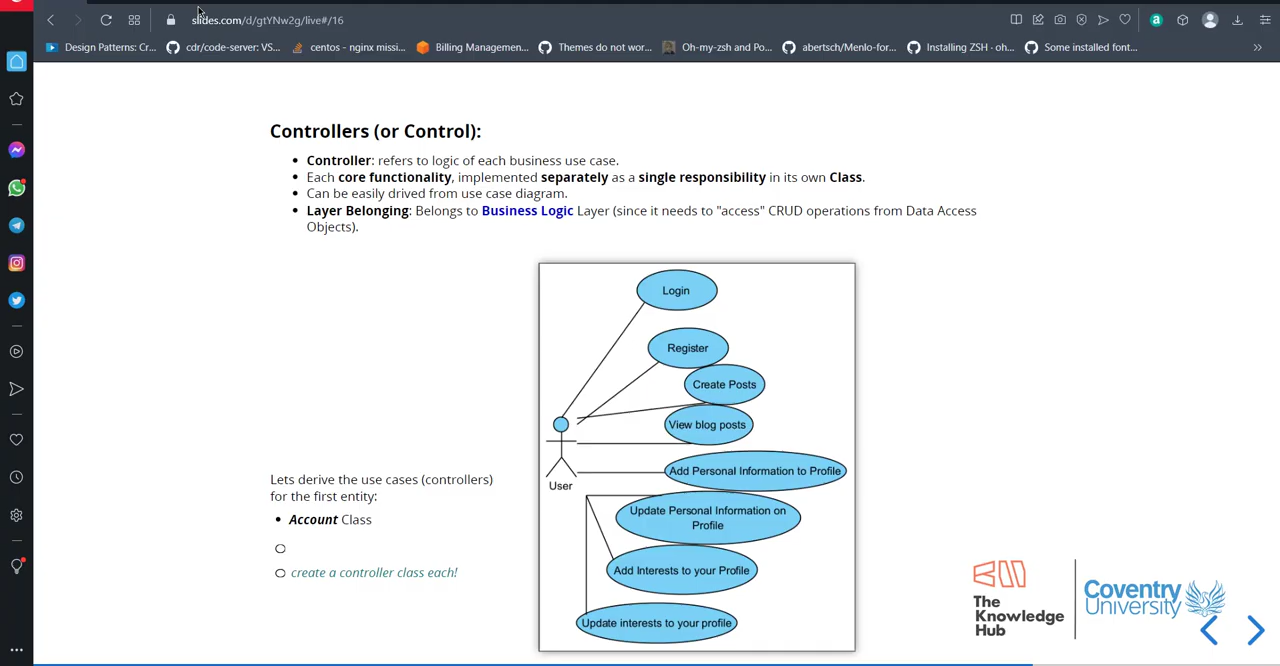 slides.com/d/gtYNw2g/live#/16
Design Patterns: Cr...
cdr/code-server: VS...
centos - nginx missi...
Billing Managemen...
Themes do not wor...
Oh-my-zsh and Po...
abertsch/Menlo-for...
Installing ZSH · oh...
Some installed font...
Controllers (or Control):
Controller: refers to logic of each business use case.
Each core functionality, implemented separately as a single responsibility in its own Class.
Can be easily drived from use case diagram.
Layer Belonging: Belongs to Business Logic Layer (since it needs to "access" CRUD operations from Data Access
Objects).
Login
Register
Create Posts
View blog posts
Add Personal Information to Profile
User
Update Personal Information on
Profile
Add Interests to your Profile
Update interests to your profile
Lets derive the use cases (controllers)
for the first entity:
Account Class
create a controller class each!
The
Knowledge
Hub
Coventry
University